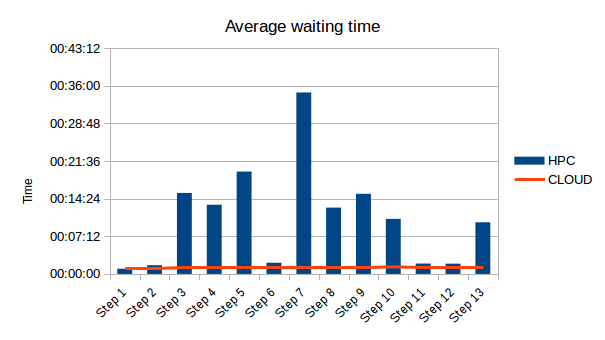 Average waiting time
00:43:12
00:36:00
00:28:48
00:21:36
00:14:24
00:07:12
00:00:00
Time
HPC
CLOUD
Step 1
Step 2
Step 3
Step 4
Step 5
Step 6
Step 7
Step 8
Step 9
Step 10
Step 11
Step 12
Step 13